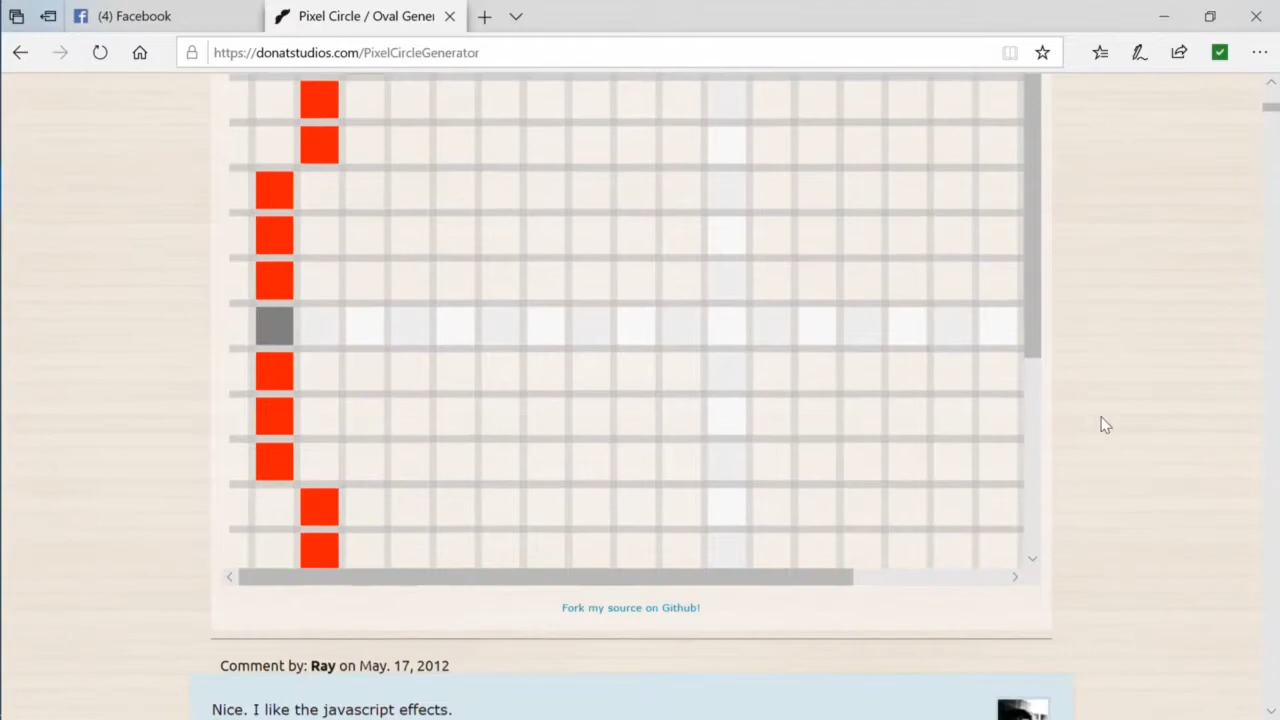 (4) Facebook
Pixel Circle / Oval Gener
https://donatstudios.com/PixelCircleGenerator
Fork my source on Github!
Comment by: Ray on May. 17, 2012
Nice. I like the javascript effects.